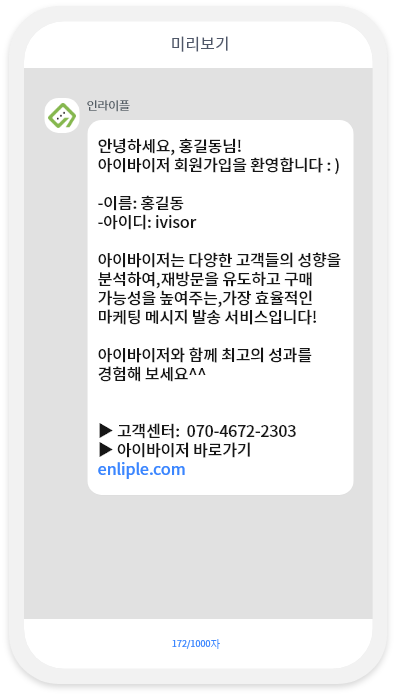 미리보기
인라이플
안녕하세요, 홍길동님!
아이바이저 회원가입을 환영합니다 : )
-이름: 홍길동
-아이디: ivisor
아이바이저는 다양한 고객들의 성향을
분석하여,재방문을 유도하고 구매
가능성을 높여주는,가장 효율적인
마케팅 메시지 발송 서비스입니다!
아이바이저와 함께 최고의 성과를
경험해 보세요^^
▶ 고객센터: 070-4672-2303
▶ 아이바이저 바로가기
enliple.com
172/1000자